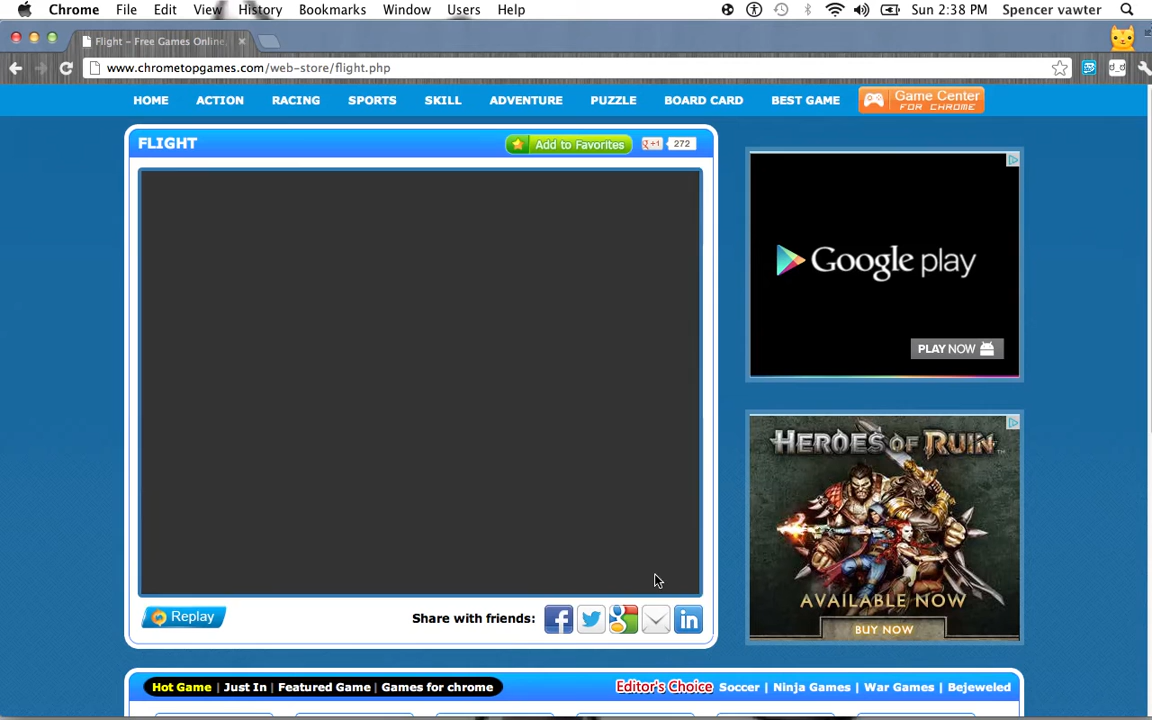 Chrome File Edit View History Bookmarks Window Users Help Sun 2:38 PM Spencer vawter
Flight – Free Games Online,
www.chrometopgames.com/web-store/flight.php
HOME ACTION RACING SPORTS SKILL ADVENTURE PUZZLE BOARD CARD BEST GAME Game Center
FOR CHROME
FLIGHT Add to Favorites +1 272
Google play
PLAY NOW
HEROES OF RUIN
AVAILABLE NOW
BUY NOW
Replay Share with friends:
Hot Game | Just In | Featured Game | Games for chrome Editor's Choice Soccer | Ninja Games | War Games | Bejeweled